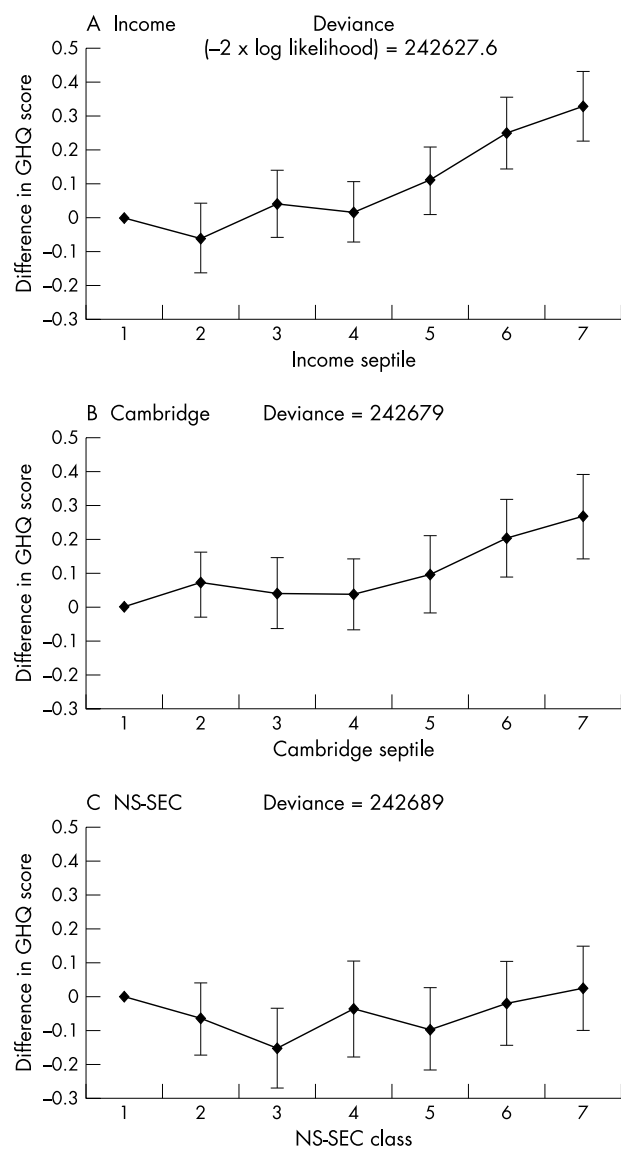 A Income Deviance
(–2 x log likelihood) = 242627.6
0.5
0.4
0.3
0.2
0.1
0
–0.1
–0.2
–0.3
Difference in GHQ score
1 2 3 4 5 6 7
Income septile
B Cambridge Deviance = 242679
0.5
0.4
0.3
0.2
0.1
0
–0.1
–0.2
–0.3
Difference in GHQ score
1 2 3 4 5 6 7
Cambridge septile
C NS-SEC Deviance = 242689
0.5
0.4
0.3
0.2
0.1
0
–0.1
–0.2
–0.3
Difference in GHQ score
1 2 3 4 5 6 7
NS-SEC class